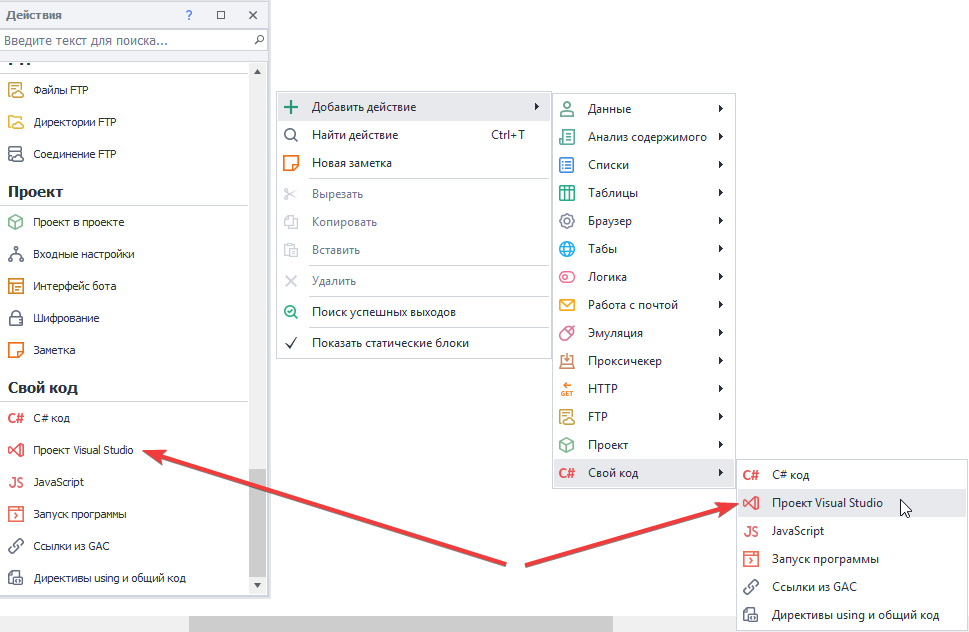 Действия
?
Введите текст для поиска...
Файлы FTP
Директории FTP
Соединение FTP
Проект
Проект в проекте
Входные настройки
Интерфейс бота
Шифрование
Заметка
Свой код
C# C# код
Проект Visual Studio
JS JavaScript
Запуск программы
Ссылки из GAC
Директивы using и общий код
Добавить действие
Найти действие Ctrl+T
Новая заметка
Вырезать
Копировать
Вставить
Удалить
Поиск успешных выходов
Показать статические блоки
Данные
Анализ содержимого
Списки
Таблицы
Браузер
Табы
Логика
Работа с почтой
Эмуляция
Проксичекер
GET HTTP
FTP
Проект
C# Свой код
C# C# код
Проект Visual Studio
JS JavaScript
Запуск программы
Ссылки из GAC
Директивы using и общий код